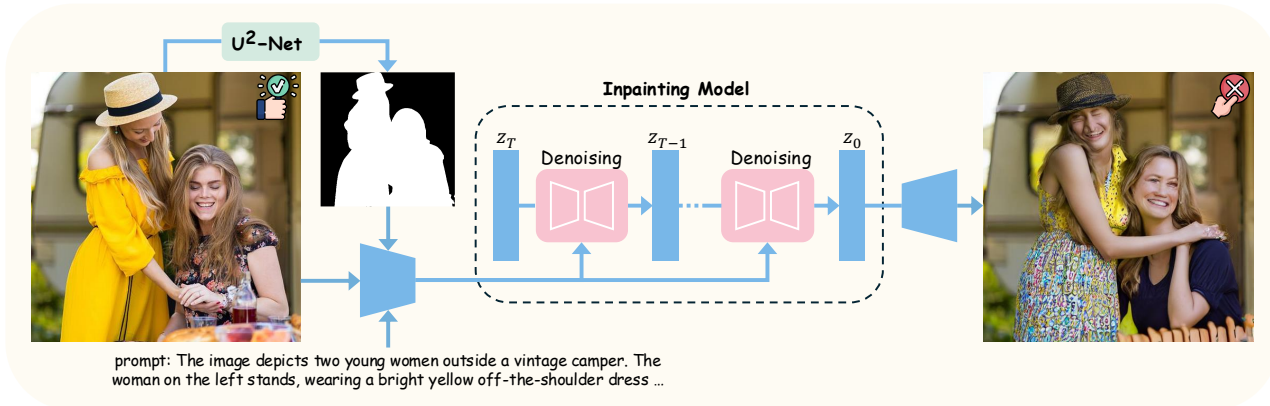 U²−Net
Inpainting Model
z_T
z_{T−1}
z_0
Denoising
Denoising
prompt: The image depicts two young women outside a vintage camper. The
woman on the left stands, wearing a bright yellow off-the-shoulder dress ...